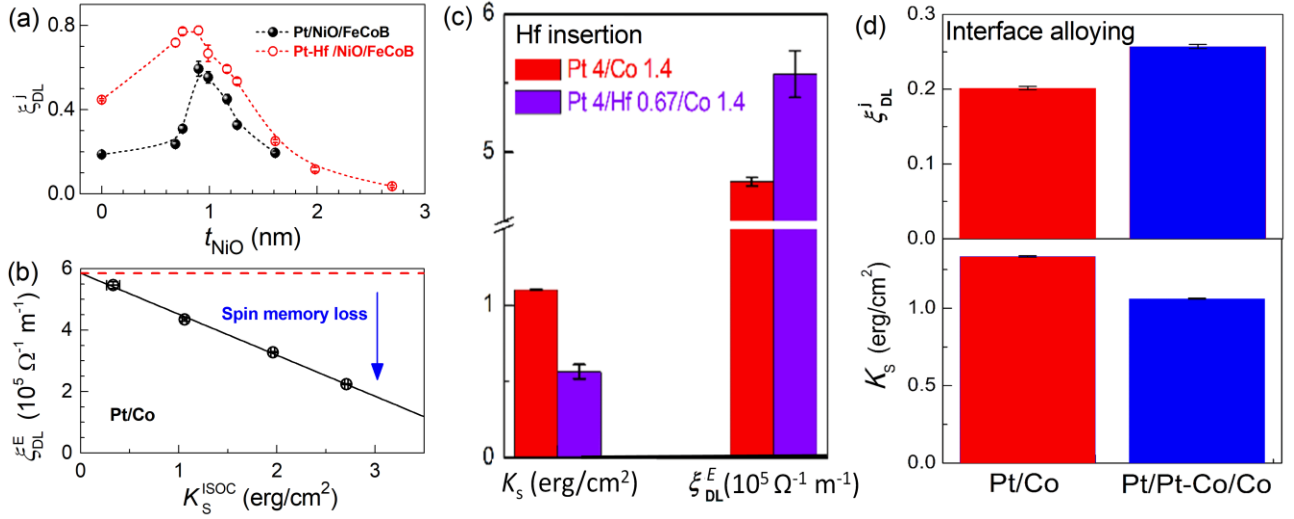 (a)
ξ_DL^j
0.8
0.4
0.0
Pt/NiO/FeCoB
Pt-Hf /NiO/FeCoB
0 1 2 3
t_NiO (nm)
(b)
ξ_DL^E (10^5 Ω^-1 m^-1)
6
4
2
0
Spin memory loss
Pt/Co
0 1 2 3
K_S^ISOC (erg/cm^2)
(c)
6
5
1
0
Hf insertion
Pt 4/Co 1.4
Pt 4/Hf 0.67/Co 1.4
K_s (erg/cm^2) ξ_DL^E (10^5 Ω^-1 m^-1)
(d)
Interface alloying
ξ_DL^j
0.3
0.2
0.1
0.0
K_s (erg/cm^2)
1.0
0.5
0.0
Pt/Co Pt/Pt-Co/Co